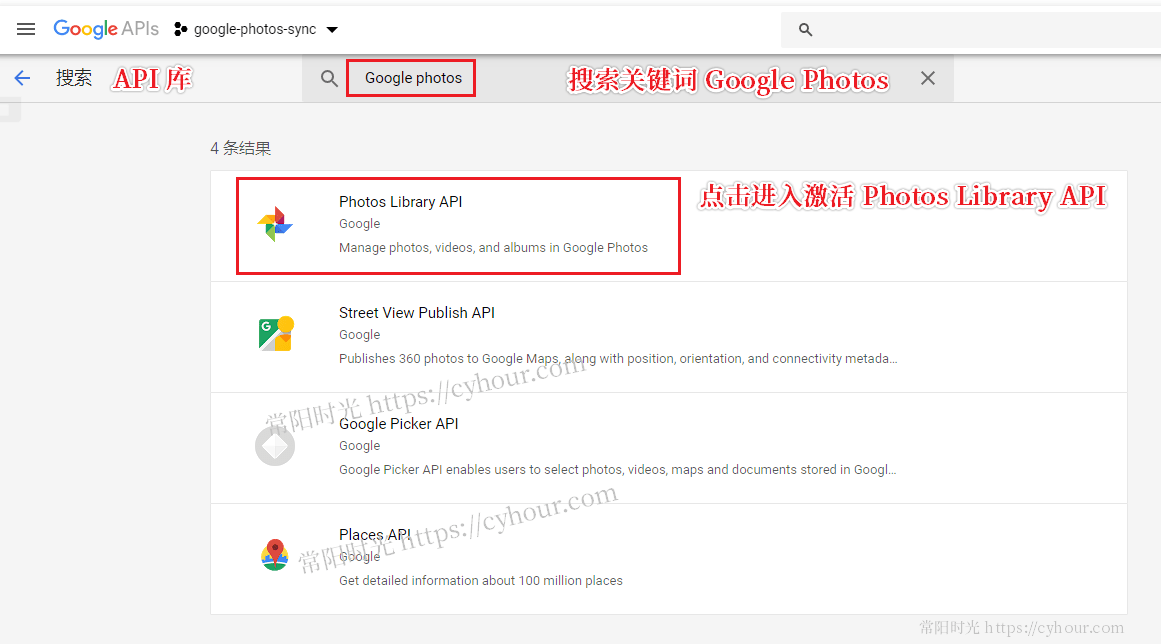 Google APIs google-photos-sync
搜索 API 库 Google photos 搜索关键词 Google Photos
4 条结果
Photos Library API
Google
Manage photos, videos, and albums in Google Photos
点击进入激活 Photos Library API
Street View Publish API
Google
Publishes 360 photos to Google Maps, along with position, orientation, and connectivity metada...
常阳时光 https://cyhour.com
Google Picker API
Google
Google Picker API enables users to select photos, videos, maps and documents stored in Googl...
常阳时光 https://cyhour.com
Places API
Google
Get detailed information about 100 million places
常阳时光 https://cyhour.com